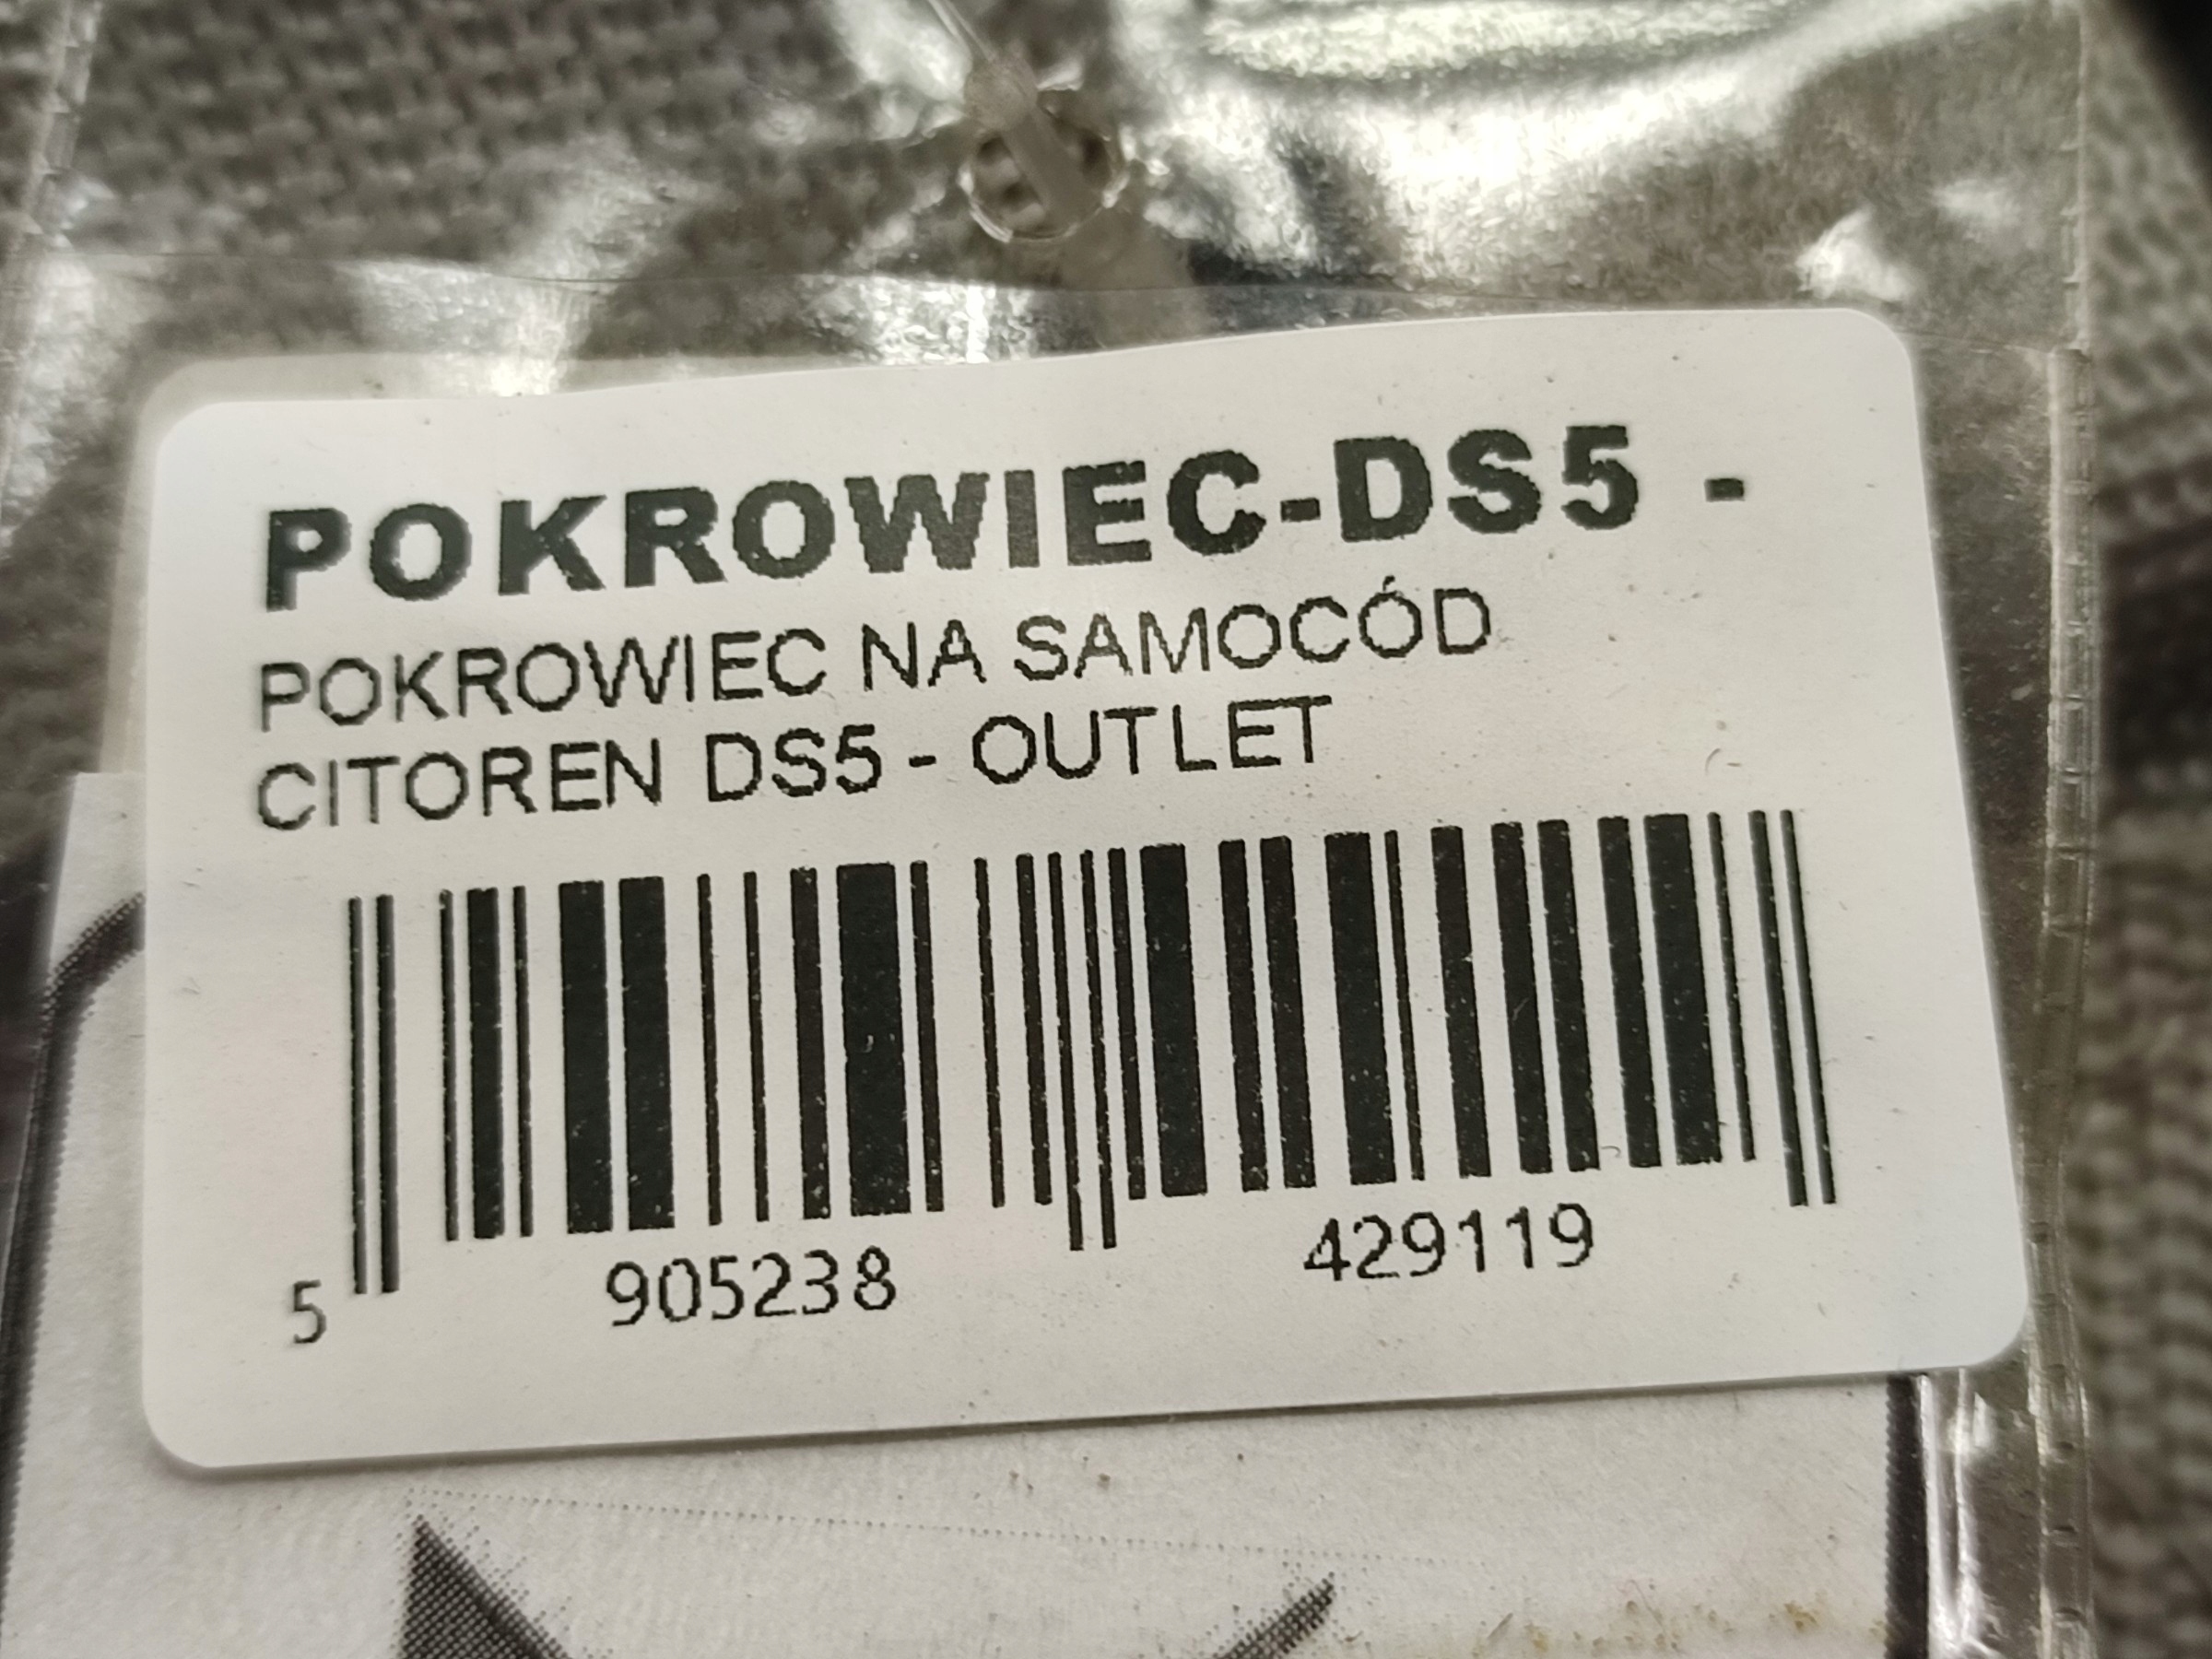 POKROWIEC-DS5 -
POKROWIEC NA SAMOCÓD
CITOREN DS5 - OUTLET
5 905238 429119